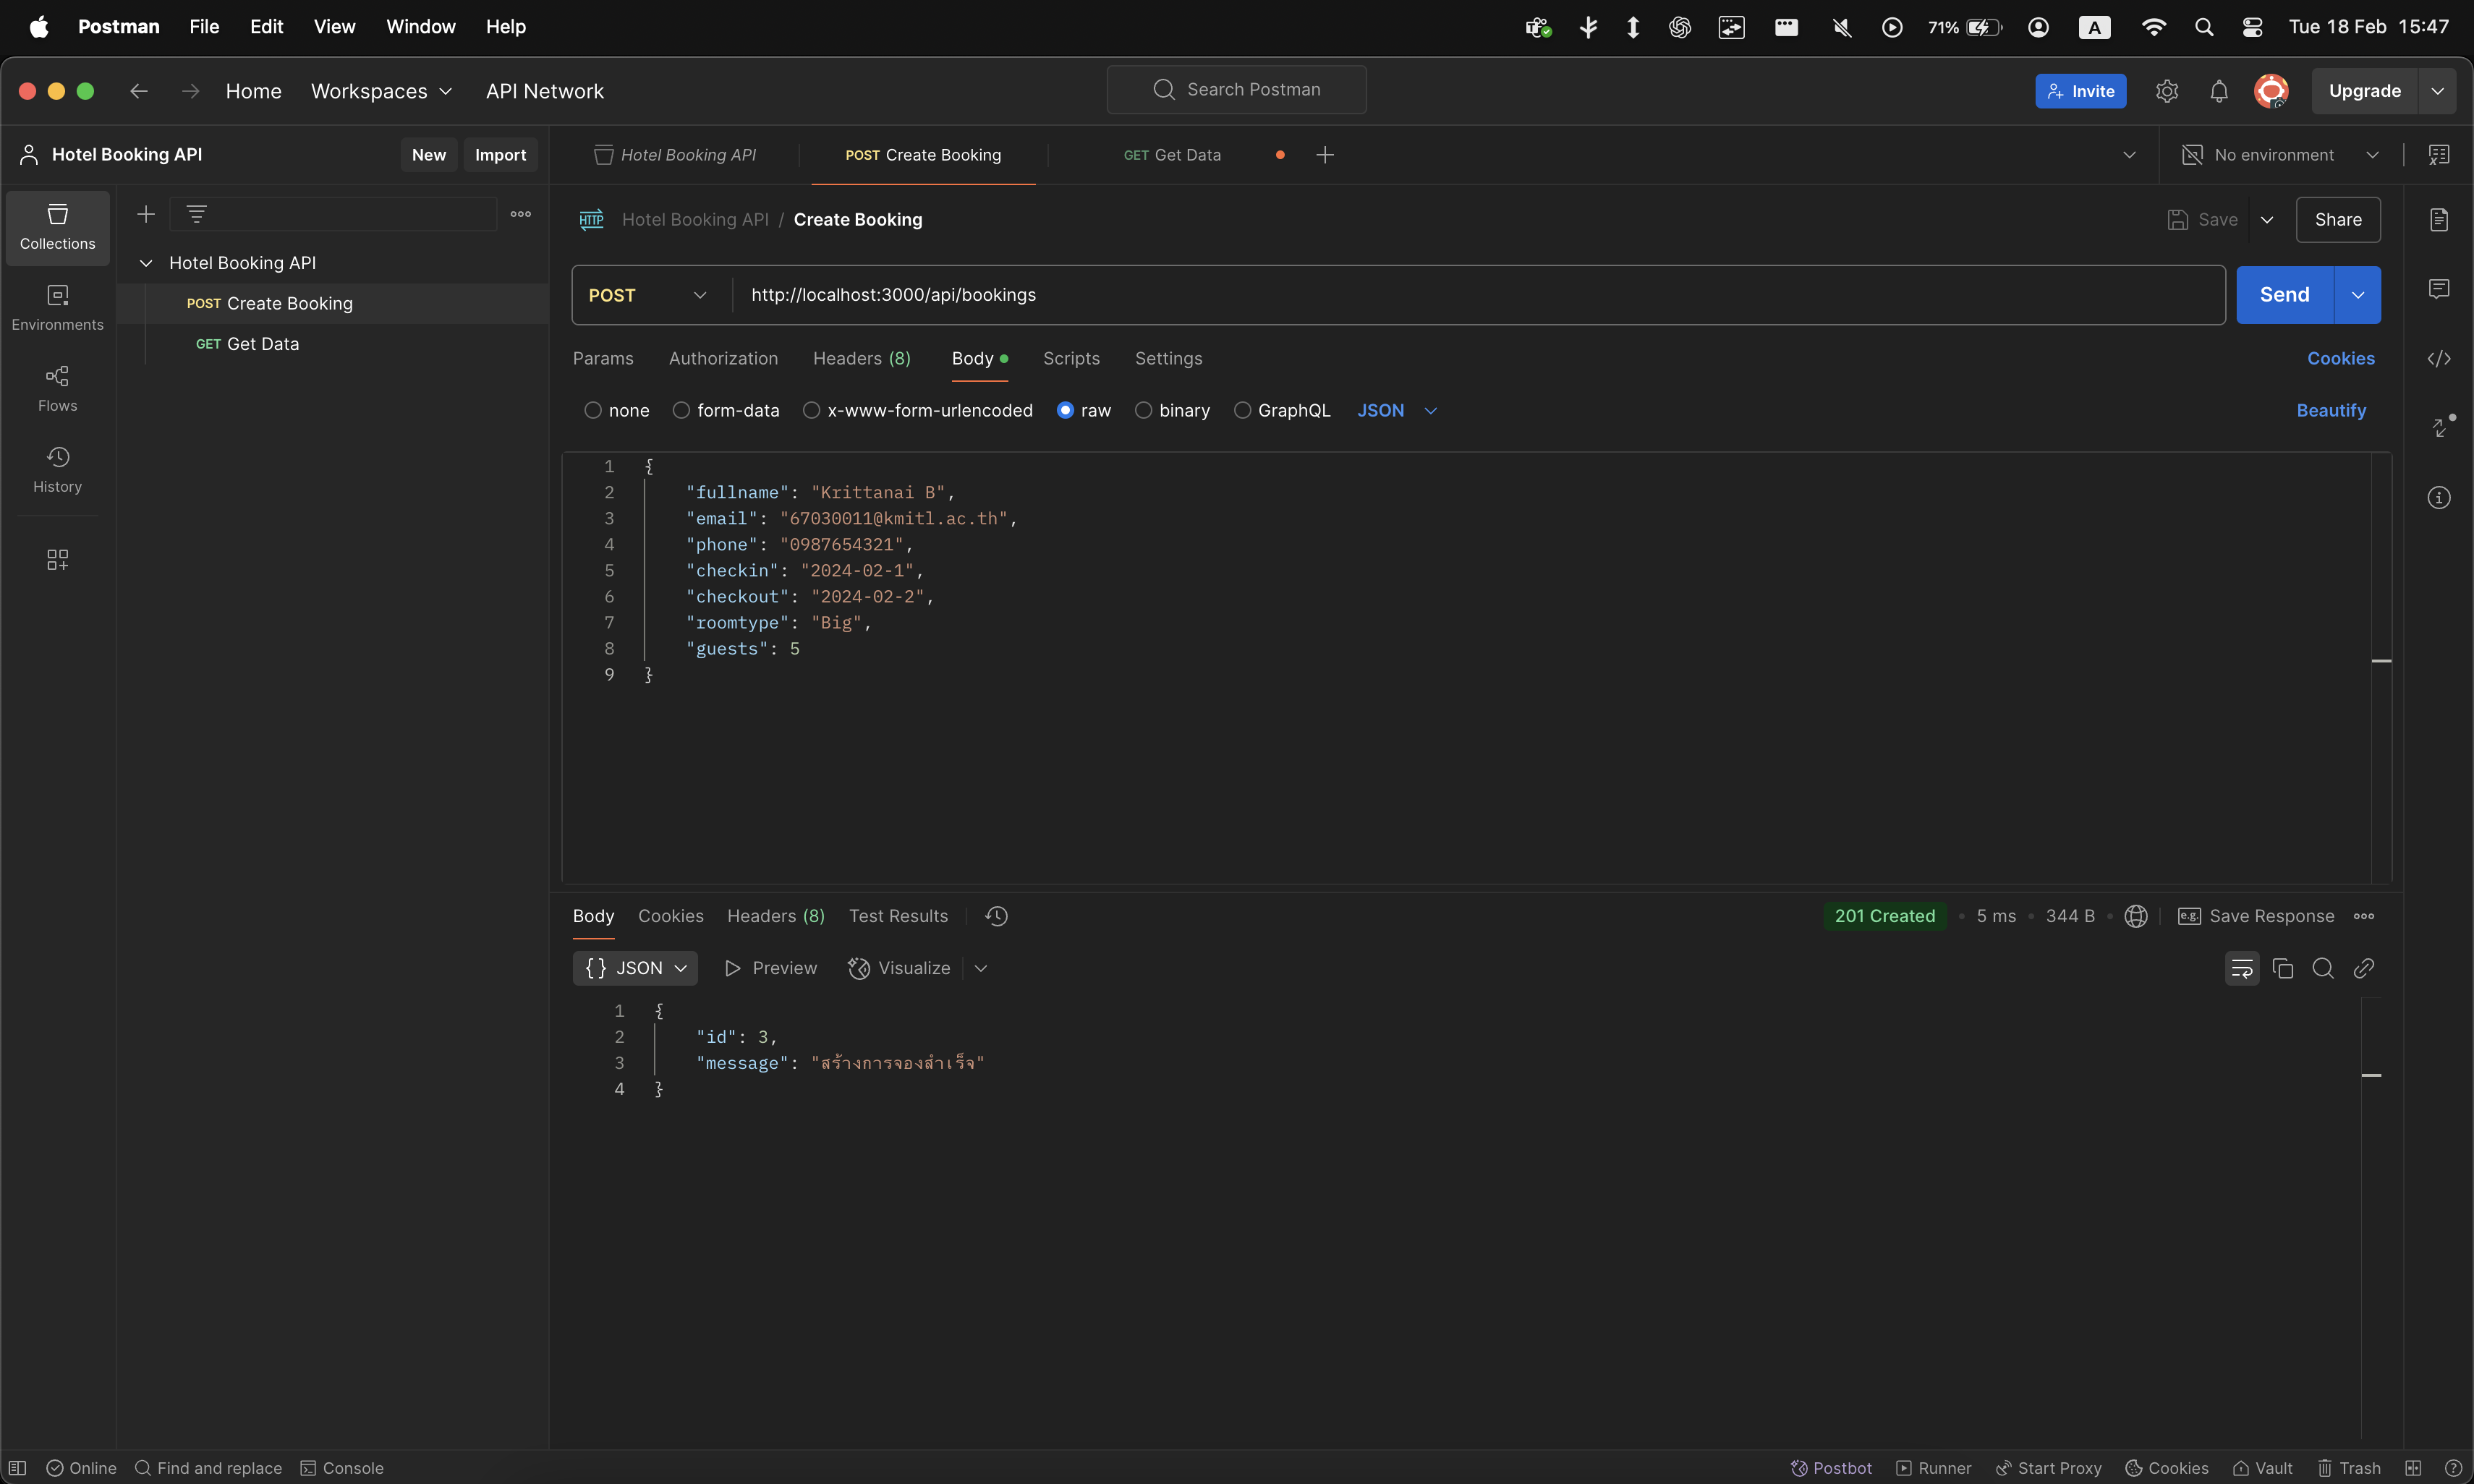 Postman File Edit View Window Help 71% A Tue 18 Feb 15:47
Home Workspaces API Network Search Postman Invite Upgrade
Hotel Booking API New Import Hotel Booking API POST Create Booking GET Get Data No environment
Collections
Environments
Flows
History
Hotel Booking API
POST Create Booking
GET Get Data
HTTP Hotel Booking API / Create Booking Save Share
POST http://localhost:3000/api/bookings Send
Params Authorization Headers (8) Body Scripts Settings Cookies
none form-data x-www-form-urlencoded raw binary GraphQL JSON Beautify
1 {
2 "fullname": "Krittanai B",
3 "email": "67030011@kmitl.ac.th",
4 "phone": "0987654321",
5 "checkin": "2024-02-1",
6 "checkout": "2024-02-2",
7 "roomtype": "Big",
8 "guests": 5
9 }
Body Cookies Headers (8) Test Results 201 Created 5 ms 344 B e.g. Save Response
{} JSON Preview Visualize
1 {
2 "id": 3,
3 "message": "สร้างการจองสำเร็จ"
4 }
Online Find and replace Console Postbot Runner Start Proxy Cookies Vault Trash